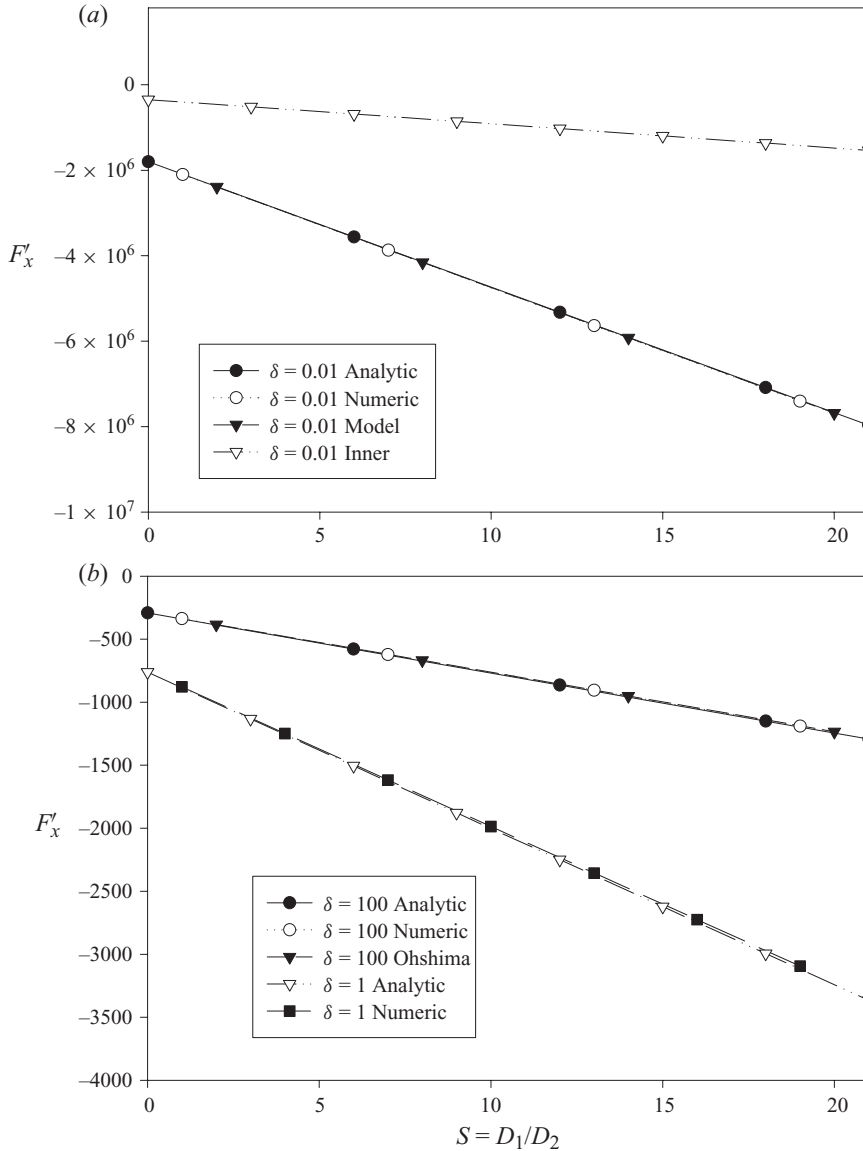 (a)
0
–2 × 10⁶
–4 × 10⁶
–6 × 10⁶
–8 × 10⁶
–1 × 10⁷
F′ₓ
δ = 0.01 Analytic
δ = 0.01 Numeric
δ = 0.01 Model
δ = 0.01 Inner
0 5 10 15 20
(b)
0
–500
–1000
–1500
–2000
–2500
–3000
–3500
–4000
F′ₓ
δ = 100 Analytic
δ = 100 Numeric
δ = 100 Ohshima
δ = 1 Analytic
δ = 1 Numeric
0 5 10 15 20
S = D₁/D₂